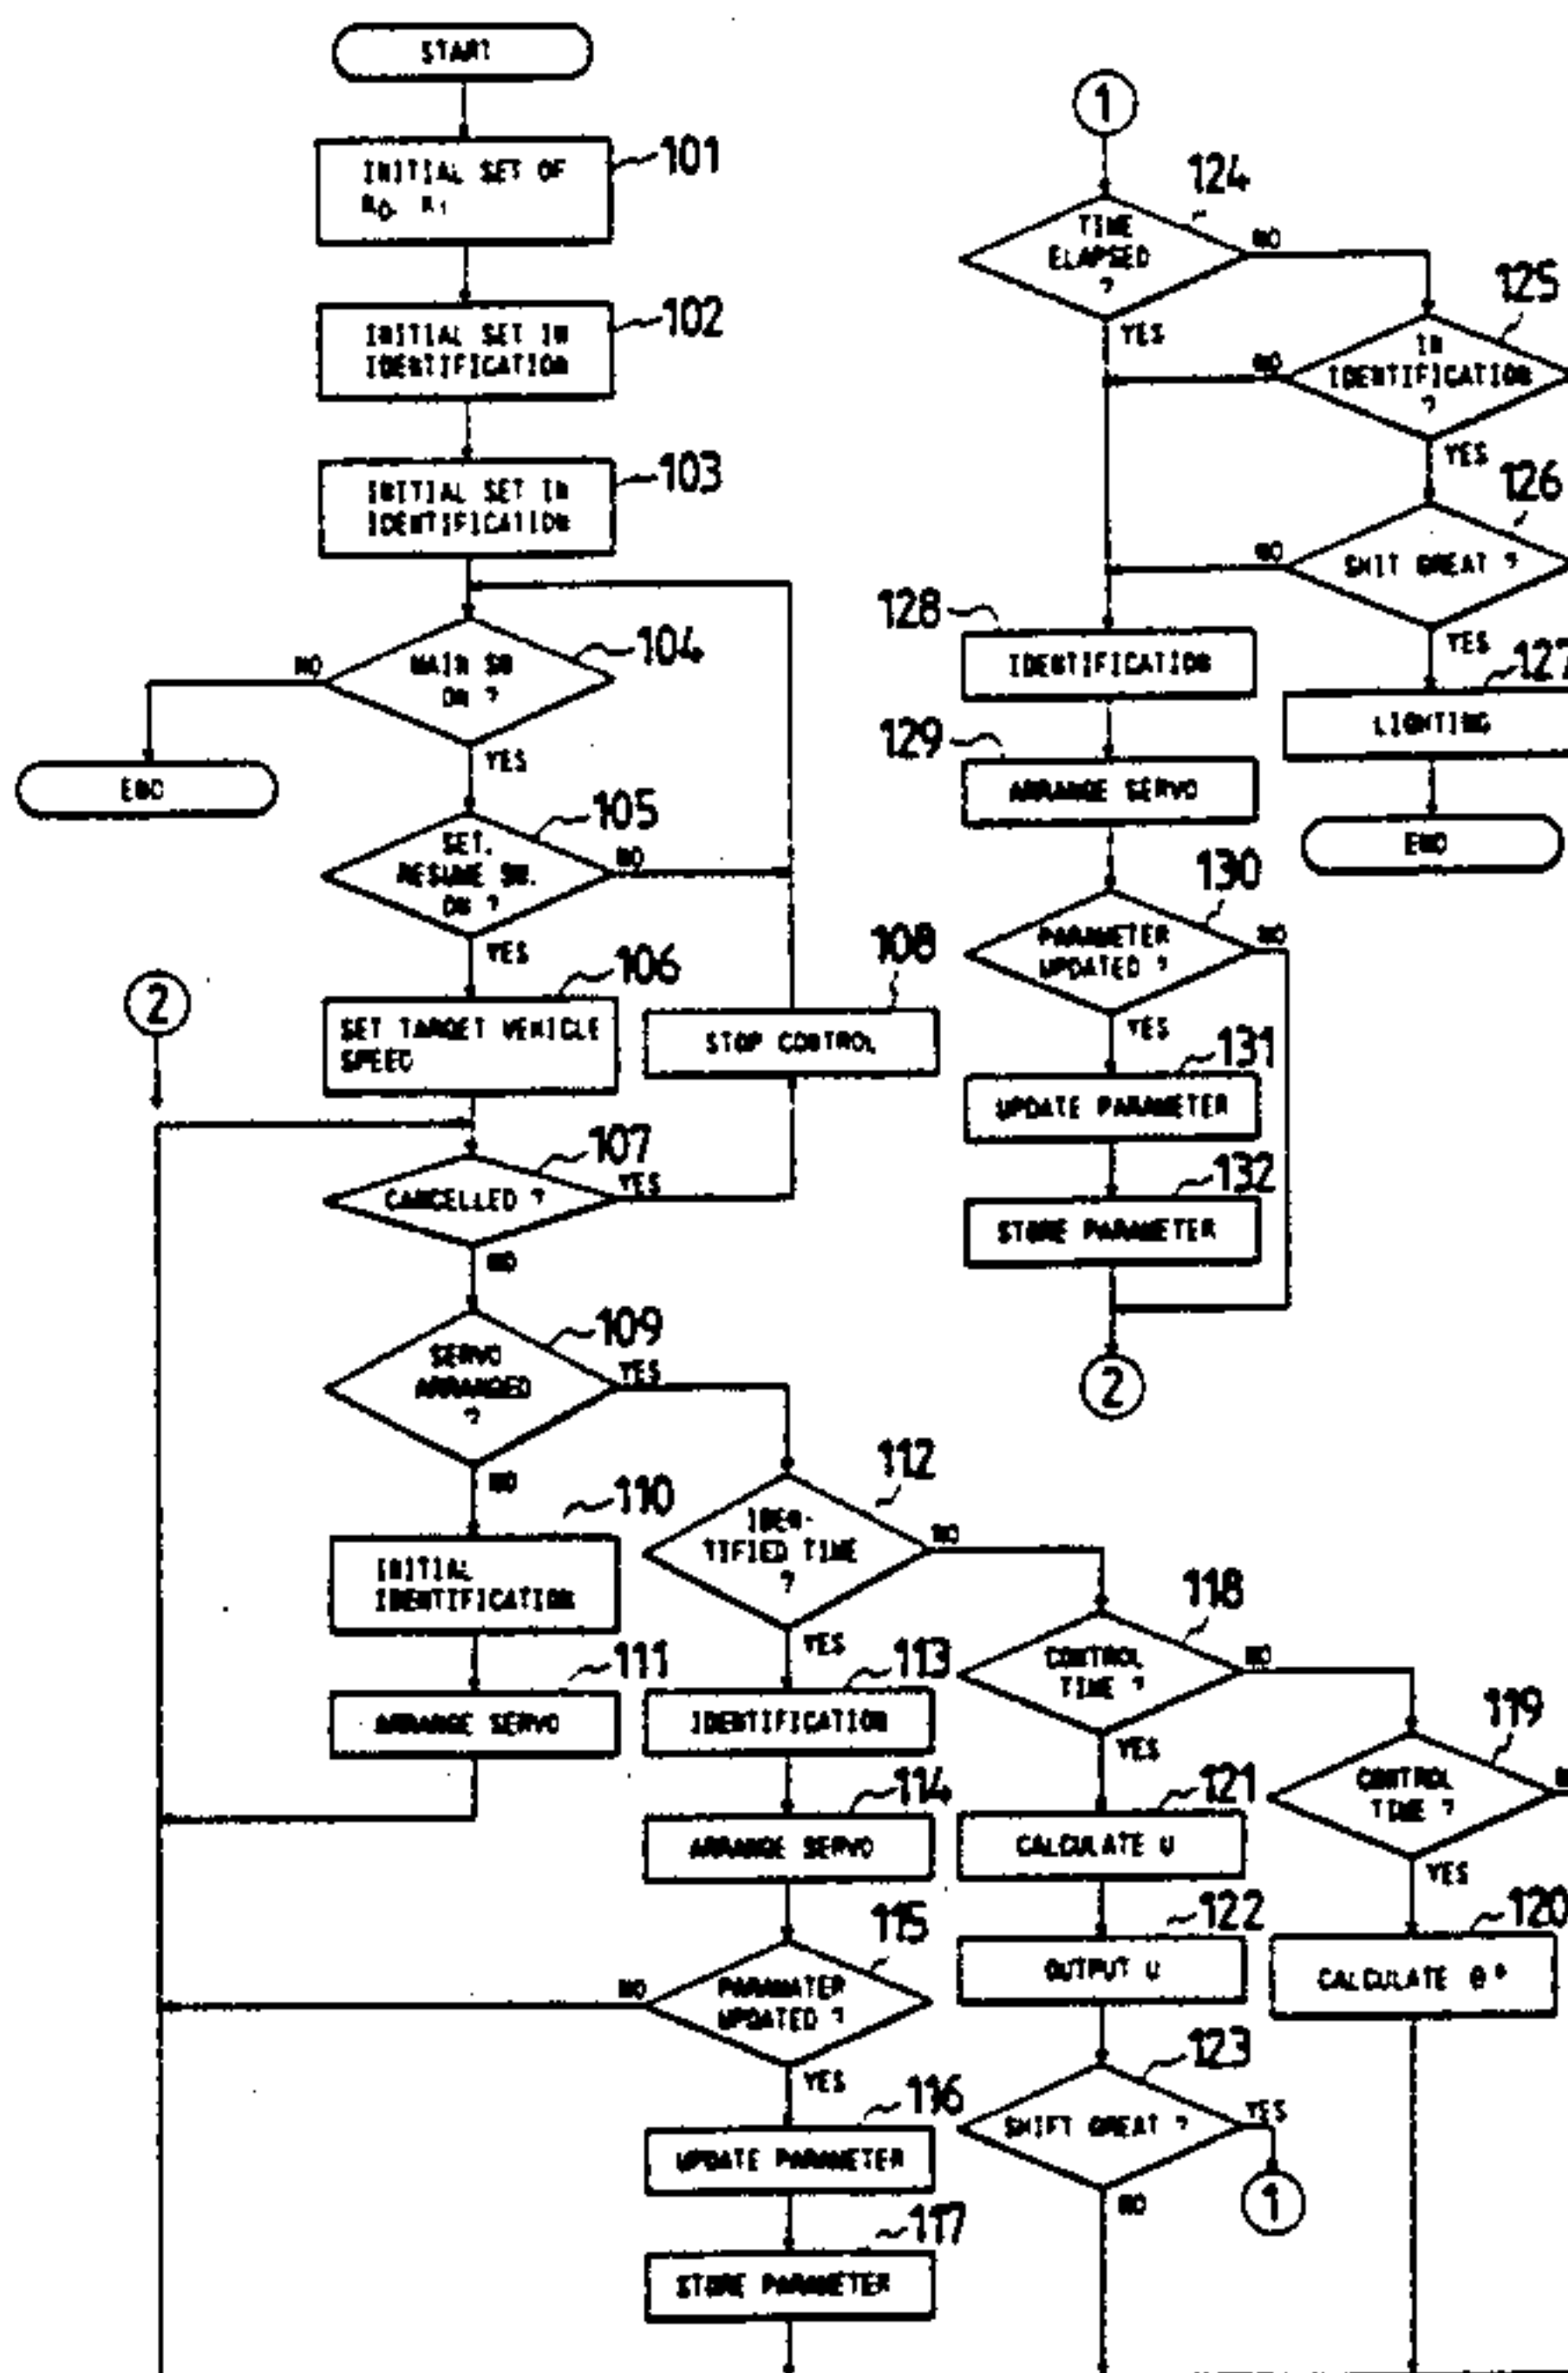 START
INITIAL SET OF
101
INITIAL SET IN
IDENTIFICATION
102
INITIAL SET IN
IDENTIFICATION
103
MAIN SW
ON ?
104
NO
YES
END
SET.
RESUME SW.
ON ?
105
NO
YES
2
SET TARGET VEHICLE
SPEED
106
STOP CONTROL
108
CANCELLED ?
107
YES
NO
SERVO
ARRANGED
?
109
YES
NO
INITIAL
IDENTIFICATION
110
ARRANGE SERVO
111
IDEN-
TIFIED TIME
?
112
NO
YES
IDENTIFICATION
113
ARRANGE SERVO
114
PARAMATER
UPDATED ?
115
NO
YES
UPDATE PARAMETER
116
STORE PARAMETER
117
CONTROL
TIME ?
118
NO
YES
CONTROL
TIME ?
119
YES
CALCULATE θ*
120
CALCULATE U
121
OUTPUT U
122
SHIFT GREAT ?
123
YES
NO
1
1
TIME
ELAPSED
?
124
NO
YES
IN
IDENTIFICATION
?
125
NO
YES
SHIT GREAT ?
126
NO
YES
LIGHTING
127
END
IDENTIFICATION
128
ARRANGE SERVO
129
PARAMETER
UPDATED ?
130
NO
YES
UPDATE PARAMETER
131
STORE PARAMETER
132
2